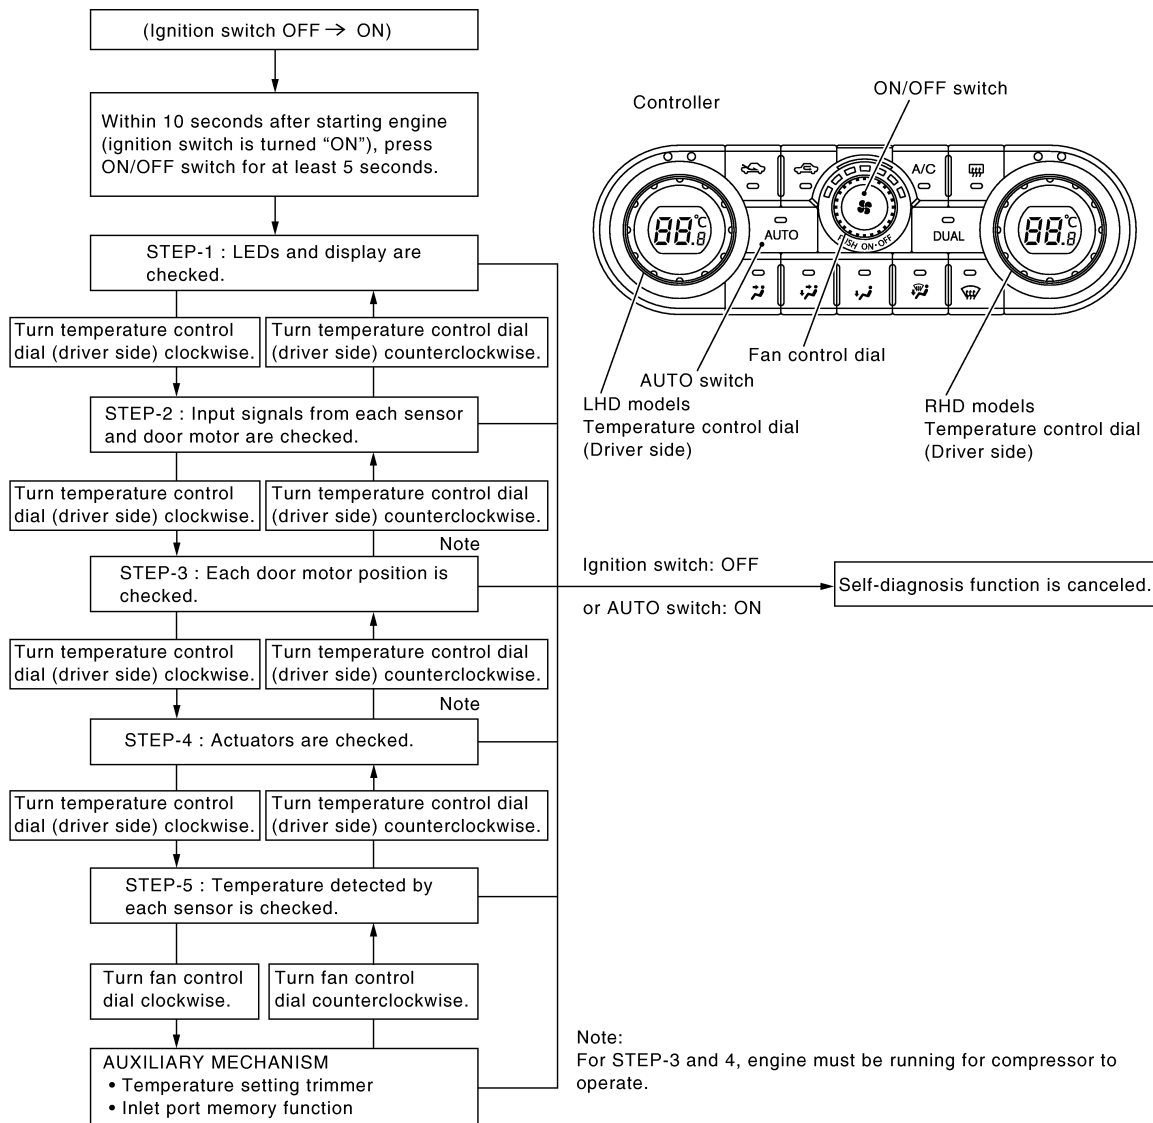 (Ignition switch OFF → ON)
Within 10 seconds after starting engine
(ignition switch is turned “ON”), press
ON/OFF switch for at least 5 seconds.
STEP-1 : LEDs and display are
checked.
Turn temperature control
dial (driver side) clockwise.
Turn temperature control dial
(driver side) counterclockwise.
STEP-2 : Input signals from each sensor
and door motor are checked.
Turn temperature control
dial (driver side) clockwise.
Turn temperature control dial
(driver side) counterclockwise.
Note
STEP-3 : Each door motor position is
checked.
Turn temperature control
dial (driver side) clockwise.
Turn temperature control dial
(driver side) counterclockwise.
Note
STEP-4 : Actuators are checked.
Turn temperature control
dial (driver side) clockwise.
Turn temperature control dial
(driver side) counterclockwise.
STEP-5 : Temperature detected by
each sensor is checked.
Turn fan control
dial clockwise.
Turn fan control
dial counterclockwise.
AUXILIARY MECHANISM
• Temperature setting trimmer
• Inlet port memory function
Ignition switch: OFF
or AUTO switch: ON
Self-diagnosis function is canceled.
Controller
ON/OFF switch
A/C
88.8 °C
AUTO
ISH ON•OFF
DUAL
88.8 °C
Fan control dial
AUTO switch
LHD models
Temperature control dial
(Driver side)
RHD models
Temperature control dial
(Driver side)
Note:
For STEP-3 and 4, engine must be running for compressor to
operate.